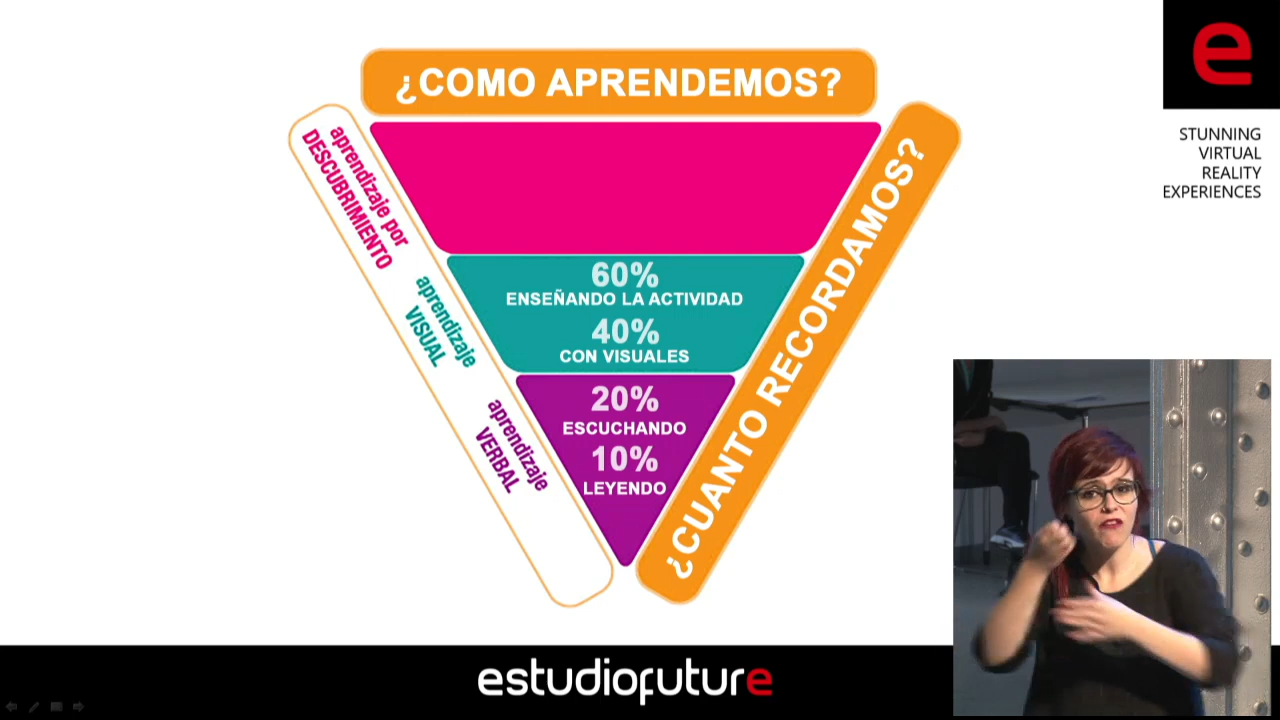 ¿COMO APRENDEMOS?
aprendizaje por
DESCUBRIMIENTO
aprendizaje
VISUAL
aprendizaje
VERBAL
60%
ENSEÑANDO LA ACTIVIDAD
40%
CON VISUALES
20%
ESCUCHANDO
10%
LEYENDO
¿CUANTO RECORDAMOS?
e
STUNNING
VIRTUAL
REALITY
EXPERIENCES
estudiofuture